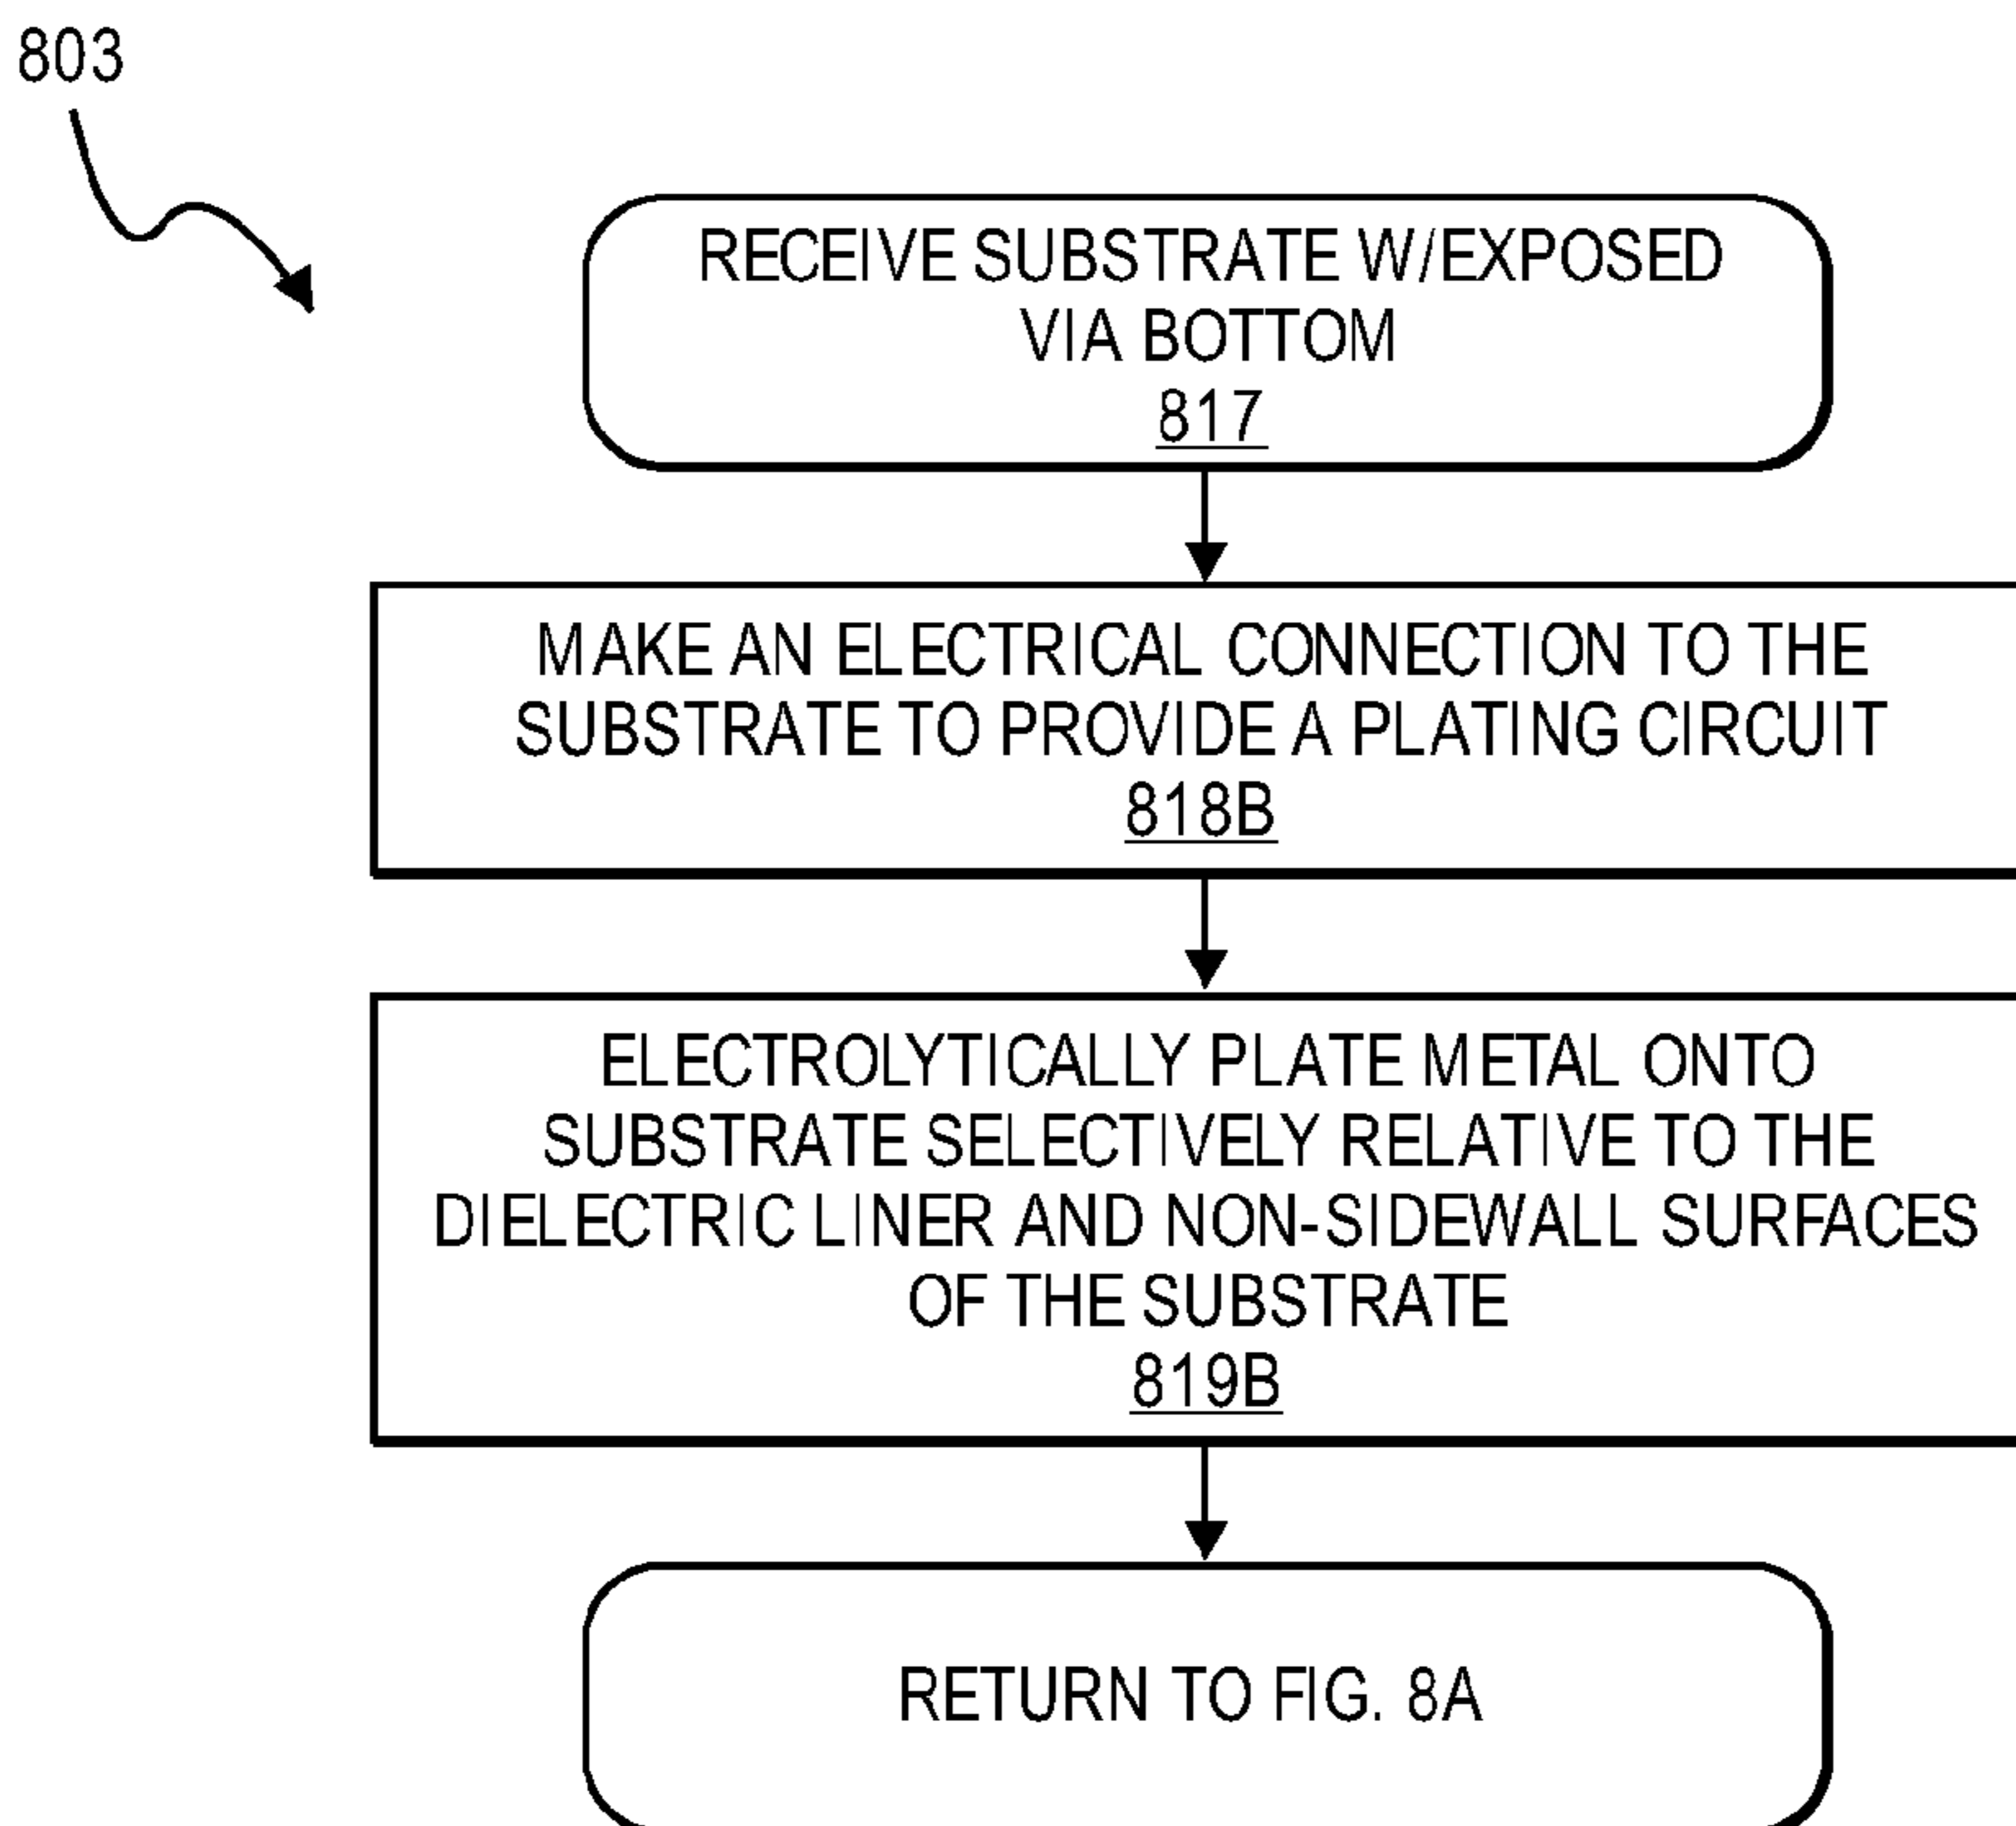 803
RECEIVE SUBSTRATE W/EXPOSED
VIA BOTTOM
817
MAKE AN ELECTRICAL CONNECTION TO THE
SUBSTRATE TO PROVIDE A PLATING CIRCUIT
818B
ELECTROLYTICALLY PLATE METAL ONTO
SUBSTRATE SELECTIVELY RELATIVE TO THE
DIELECTRIC LINER AND NON-SIDEWALL SURFACES
OF THE SUBSTRATE
819B
RETURN TO FIG. 8A